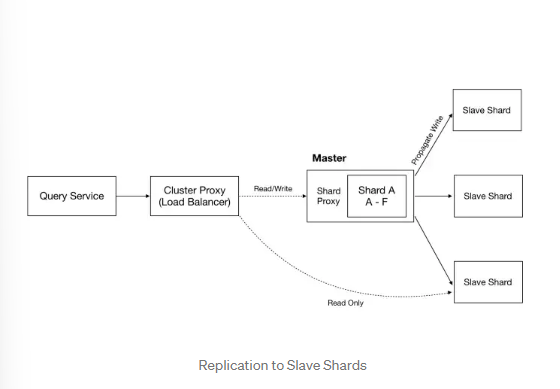 Slave Shard
Propagate Write
Master
Query Service
Cluster Proxy
(Load Balancer)
Read/Write
Shard
Proxy
Shard A
A - F
Slave Shard
Slave Shard
Read Only
Replication to Slave Shards